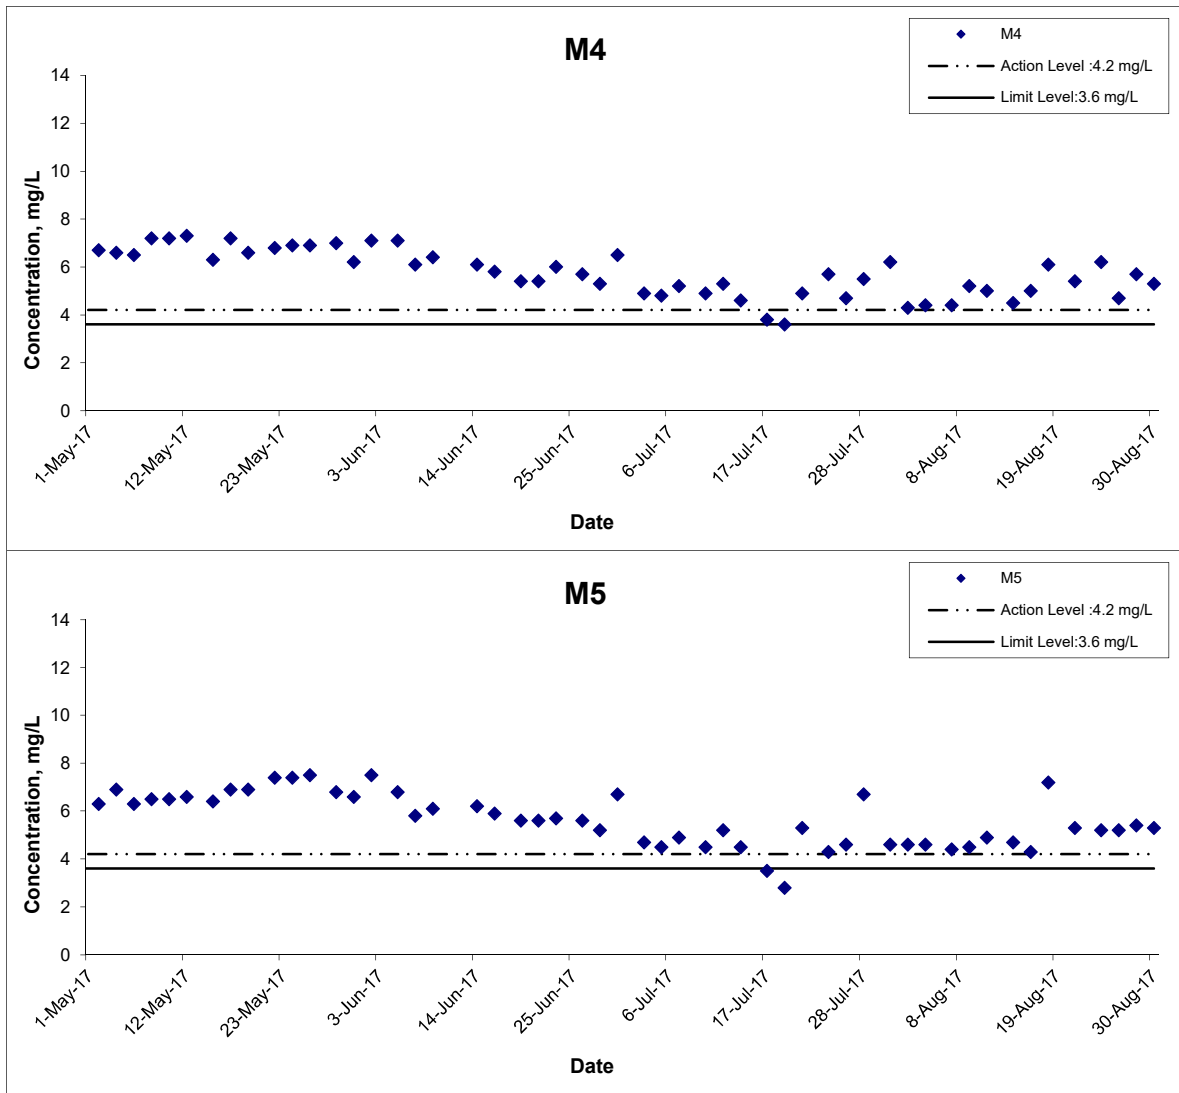 M4
M4
Action Level :4.2 mg/L
Limit Level:3.6 mg/L
Concentration, mg/L
14
12
10
8
6
4
2
0
1-May-17
12-May-17
23-May-17
3-Jun-17
14-Jun-17
25-Jun-17
6-Jul-17
17-Jul-17
28-Jul-17
8-Aug-17
19-Aug-17
30-Aug-17
Date
M5
M5
Action Level :4.2 mg/L
Limit Level:3.6 mg/L
Concentration, mg/L
14
12
10
8
6
4
2
0
1-May-17
12-May-17
23-May-17
3-Jun-17
14-Jun-17
25-Jun-17
6-Jul-17
17-Jul-17
28-Jul-17
8-Aug-17
19-Aug-17
30-Aug-17
Date